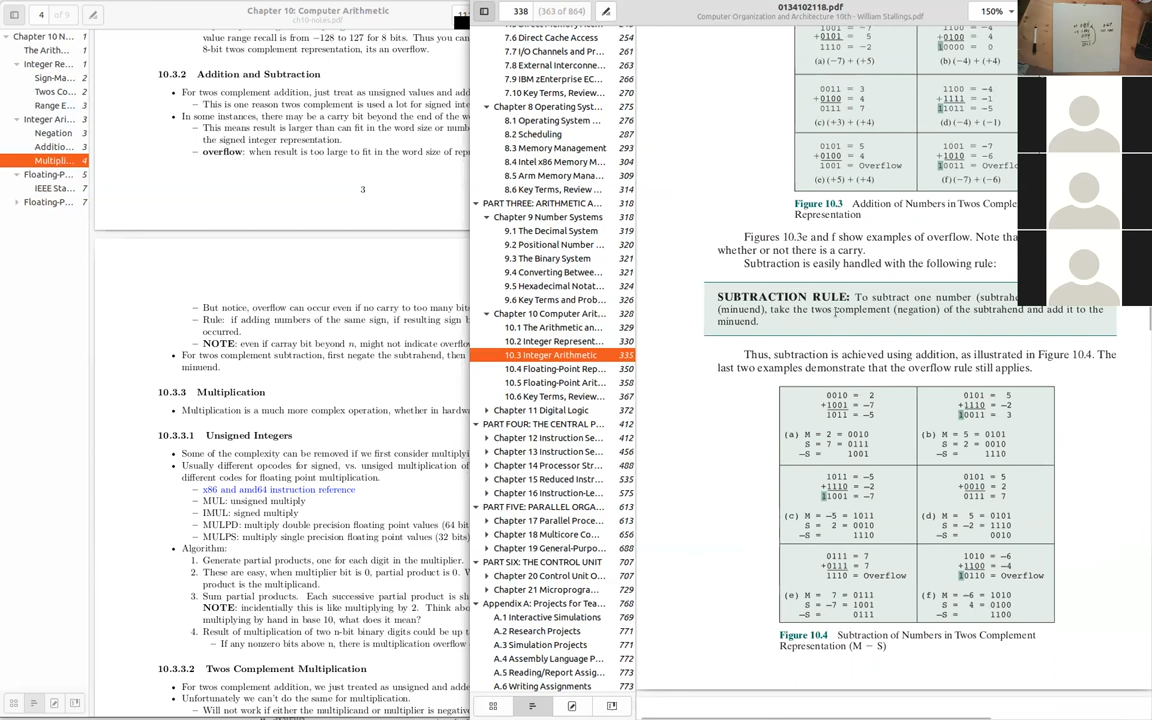 4 of 9
Chapter 10: Computer Arithmetic
ch10-notes.pdf
338 (363 of 864)
0134102118.pdf
Computer Organization and Architecture 10th - William Stallings.pdf
150%
Chapter 10 N... 1
The Arith... 1
Integer Re... 1
Sign-Ma... 2
Twos Co... 2
Range E... 3
Integer Ari... 3
Negation 3
Additio... 3
Multipli... 4
Floating-P... 5
IEEE Sta... 7
Floating-P... 7
value range recall is from −128 to 127 for 8 bits. Thus you can
8-bit twos complement representation, its an overflow.
10.3.2 Addition and Subtraction
• For twos complement addition, just treat as unsigned values and add
– This is one reason twos complement is used a lot for signed inte
• In some instances, there may be a carry bit beyond the end of the w
– This means result is larger than can fit in the word size or numb
the signed integer representation.
– overflow: when result is too large to fit in the word size of rep
3
– But notice, overflow can occur even if no carry to too many bits
– Rule: if adding numbers of the same sign, if resulting sign b
occurred.
– NOTE: even if carray bit beyond n, might not indicate overflow
• For twos complement subtraction, first negate the subtrahend, then
minuend.
10.3.3 Multiplication
• Multiplication is a much more complex operation, whether in hardwa
10.3.3.1 Unsigned Integers
• Some of the complexity can be removed if we first consider multiplyi
• Usually different opcodes for signed, vs. unsiged multiplication of
different codes for floating point multiplication.
– x86 and amd64 instruction reference
– MUL: unsigned multiply
– IMUL: signed multiply
– MULPD: multiply double precision floating point values (64 bit
– MULPS: multiply single precision floating point values (32 bits)
• Algorithm:
1. Generate partial products, one for each digit in the multiplier.
2. These are easy, when multiplier bit is 0, partial product is 0. W
product is the multiplicand.
3. Sum partial products. Each successive partial product is sh
NOTE: incidentally this is like multiplying by 2. Think abo
multiplying by hand in base 10, what does it mean?
4. Result of multiplication of two n-bit binary digits could be up t
– If any nonzero bits above n, there is multiplication overflow
10.3.3.2 Twos Complement Multiplication
• For twos complement addition, we just treated as unsigned and add
• Unfortunately we can't do the same for multiplication.
– Will not work if either the multiplicand or multiplier is negative
7.6 Direct Cache Access 254
7.7 I/O Channels and Pr... 261
7.8 External Interconne... 263
7.9 IBM zEnterprise EC... 266
7.10 Key Terms, Review ... 270
Chapter 8 Operating System ... 275
8.1 Operating System ... 276
8.2 Scheduling 287
8.3 Memory Management 293
8.4 Intel x86 Memory M... 304
8.5 Arm Memory Mana... 309
8.6 Key Terms, Review ... 314
PART THREE: ARITHMETIC A... 318
Chapter 9 Number Systems 318
9.1 The Decimal System 319
9.2 Positional Number ... 320
9.3 The Binary System 321
9.4 Converting Betwee... 321
9.5 Hexadecimal Notat... 324
9.6 Key Terms and Prob... 326
Chapter 10 Computer Arit... 328
10.1 The Arithmetic an... 329
10.2 Integer Represent... 330
10.3 Integer Arithmetic 335
10.4 Floating-Point Rep... 350
10.5 Floating-Point Arit... 358
10.6 Key Terms, Review... 367
Chapter 11 Digital Logic 372
PART FOUR: THE CENTRAL P... 412
Chapter 12 Instruction Se... 412
Chapter 13 Instruction Se... 456
Chapter 14 Processor Str... 488
Chapter 15 Reduced Instr... 535
Chapter 16 Instruction-Le... 575
PART FIVE: PARALLEL ORGA... 613
Chapter 17 Parallel Proce... 613
Chapter 18 Multicore Co... 656
Chapter 19 General-Purpo... 688
PART SIX: THE CONTROL UNIT 707
Chapter 20 Control Unit O... 707
Chapter 21 Microprogra... 729
Appendix A: Projects for Tea... 768
A.1 Interactive Simulations 769
A.2 Research Projects 771
A.3 Simulation Projects 771
A.4 Assembly Language P... 772
A.5 Reading/Report Assig... 773
A.6 Writing Assignments 773
1001 = −7
+0101 = 5
1110 = −2
(a) (−7) + (+5)
+0100 = 4
10000 = 0
(b) (−4) + (+4)
0011 = 3
+0100 = 4
0111 = 7
(c) (+3) + (+4)
1100 = −4
+1111 = −1
11011 = −5
(d) (−4) + (−1)
0101 = 5
+0100 = 4
1001 = Overflow
(e) (+5) + (+4)
1001 = −7
+1010 = −6
10011 = Overflo
(f) (−7) + (−6)
Figure 10.3 Addition of Numbers in Twos Comple
Representation
Figures 10.3e and f show examples of overflow. Note tha
whether or not there is a carry.
Subtraction is easily handled with the following rule:
SUBTRACTION RULE: To subtract one number (subtrahe
(minuend), take the twos complement (negation) of the subtrahend and add it to the
minuend.
Thus, subtraction is achieved using addition, as illustrated in Figure 10.4. The
last two examples demonstrate that the overflow rule still applies.
0010 = 2
+1001 = −7
1011 = −5
(a) M = 2 = 0010
S = 7 = 0111
−S = 1001
0101 = 5
+1110 = −2
10011 = 3
(b) M = 5 = 0101
S = 2 = 0010
−S = 1110
1011 = −5
+1110 = −2
11001 = −7
(c) M = −5 = 1011
S = 2 = 0010
−S = 1110
0101 = 5
+0010 = 2
0111 = 7
(d) M = 5 = 0101
S = −2 = 1110
−S = 0010
0111 = 7
+0111 = 7
1110 = Overflow
(e) M = 7 = 0111
S = −7 = 1001
−S = 0111
1010 = −6
+1100 = −4
10110 = Overflow
(f) M = −6 = 1010
S = 4 = 0100
−S = 1100
Figure 10.4 Subtraction of Numbers in Twos Complement
Representation (M − S)